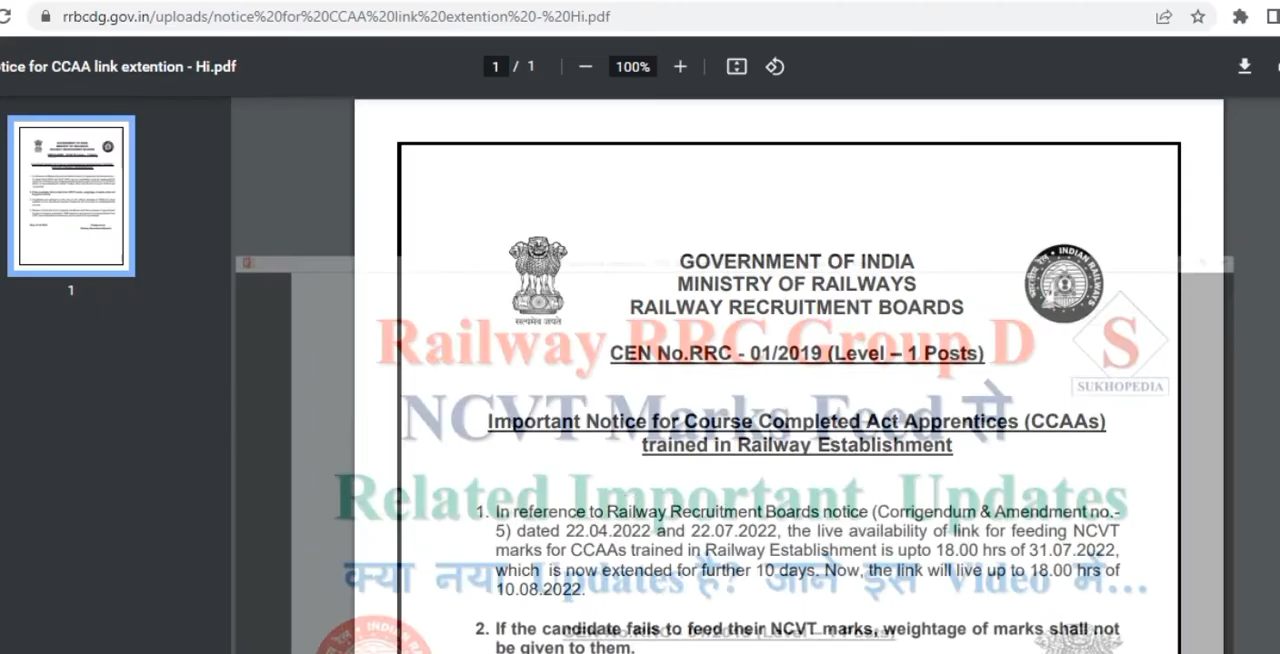 rrbcdg.gov.in/uploads/notice%20for%20CCAA%20link%20extention%20-%20Hi.pdf
tice for CCAA link extention - Hi.pdf
1 / 1
100%
1
GOVERNMENT OF INDIA
MINISTRY OF RAILWAYS
RAILWAY RECRUITMENT BOARDS
सत्यमेव जयते
INDIAN RAILWAYS
Railway RRC Group D
CEN No.RRC - 01/2019 (Level – 1 Posts)
S
SUKHOPEDIA
NCVT Marks Feed से
Important Notice for Course Completed Act Apprentices (CCAAs)
trained in Railway Establishment
Related Important Updates
1. In reference to Railway Recruitment Boards notice (Corrigendum & Amendment no.-
5) dated 22.04.2022 and 22.07.2022, the live availability of link for feeding NCVT
marks for CCAAs trained in Railway Establishment is upto 18.00 hrs of 31.07.2022,
which is now extended for further 10 days. Now, the link will live up to 18.00 hrs of
10.08.2022.
क्या नया Updates है? जाने इस Video में...
2. If the candidate fails to feed their NCVT marks, weightage of marks shall not
be given to them.